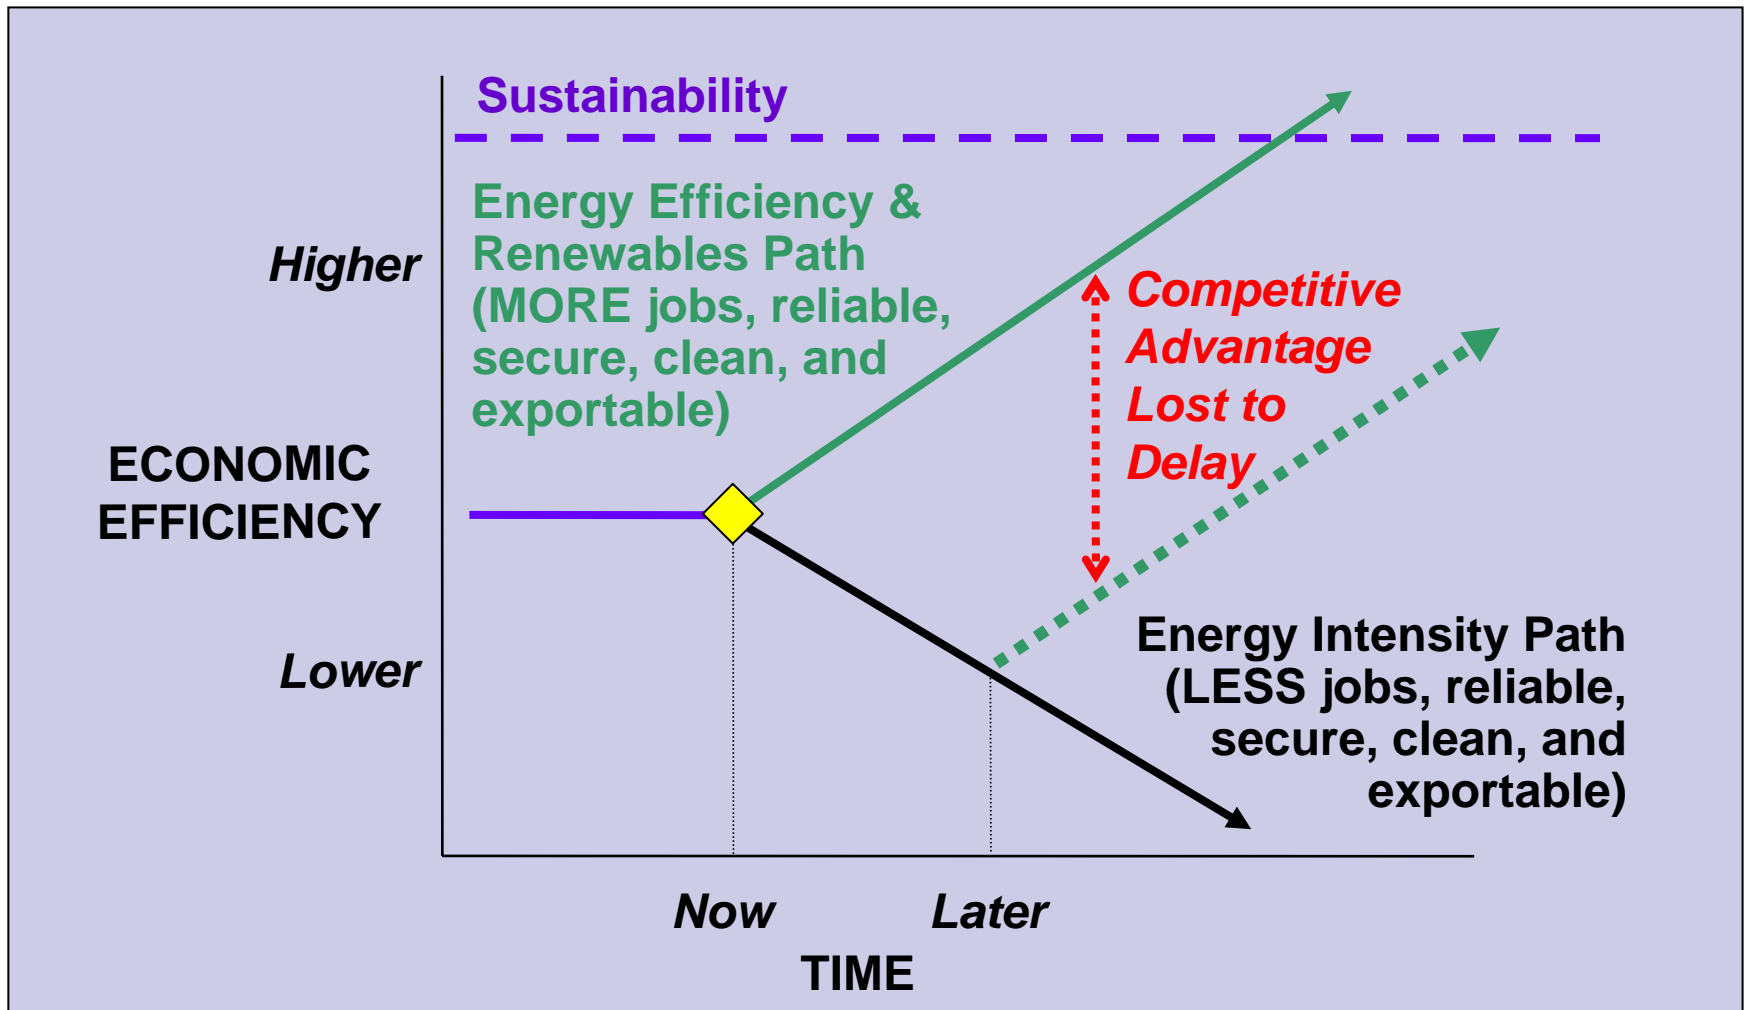 Sustainability
Energy Efficiency &
Renewables Path
(MORE jobs, reliable,
secure, clean, and
exportable)
Higher
Competitive
Advantage
Lost to
Delay
ECONOMIC
EFFICIENCY
Lower
Energy Intensity Path
(LESS jobs, reliable,
secure, clean, and
exportable)
Now
Later
TIME